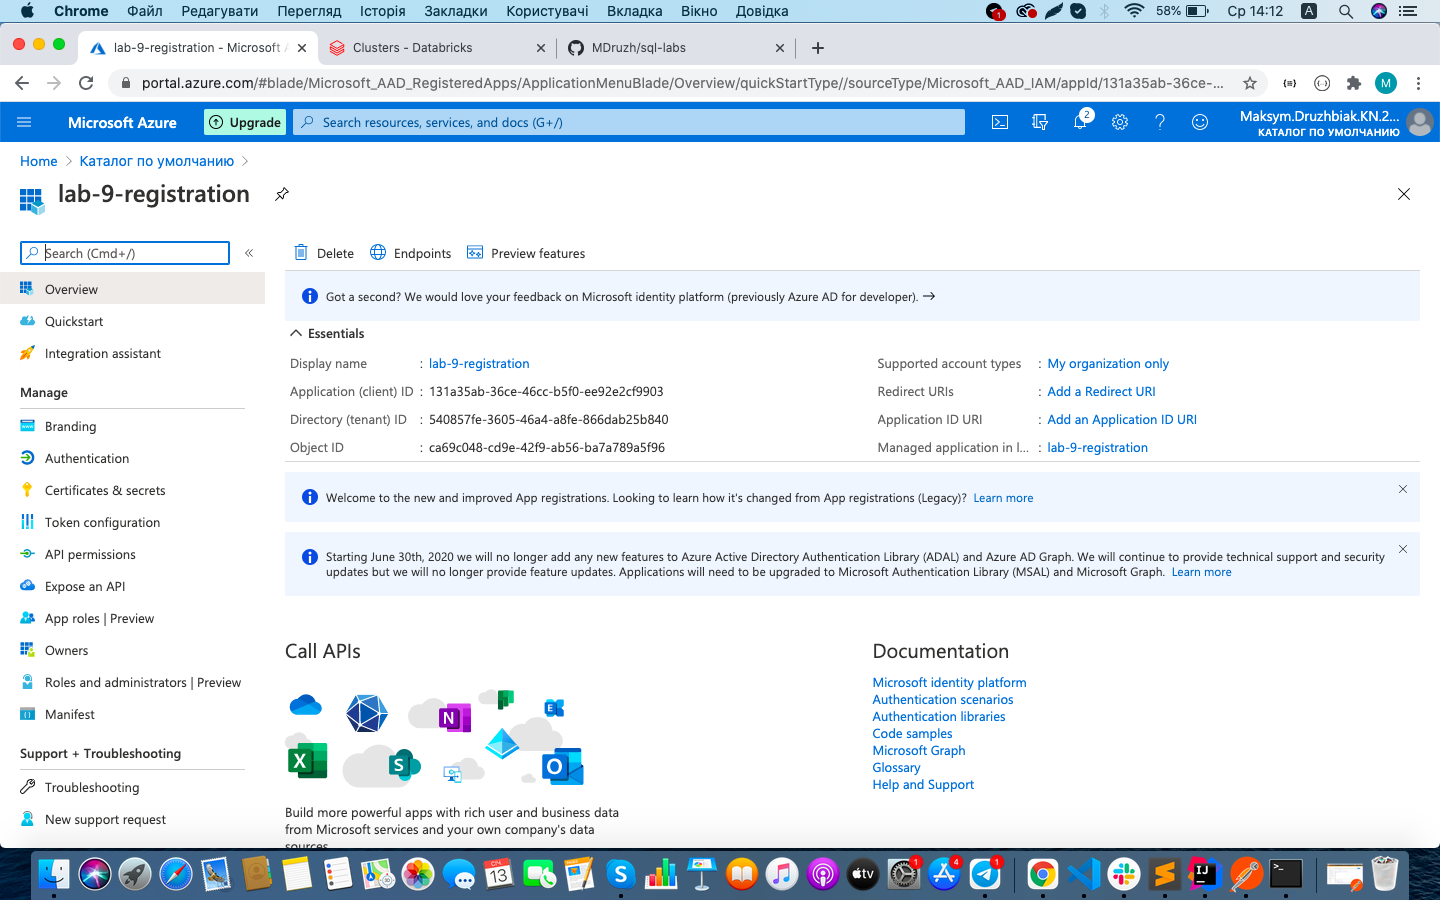 Chrome Файл Редагувати Перегляд Історія Закладки Користувачі Вкладка Вікно Довідка 1 58% Ср 14:12 A
lab-9-registration - Microsoft A
Clusters - Databricks
MDruzh/sql-labs
portal.azure.com/#blade/Microsoft_AAD_RegisteredApps/ApplicationMenuBlade/Overview/quickStartType//sourceType/Microsoft_AAD_IAM/appId/131a35ab-36ce-... M
Microsoft Azure Upgrade Search resources, services, and docs (G+/) 2 Maksym.Druzhbiak.KN.2...
КАТАЛОГ ПО УМОЛЧАНИЮ
Home > Каталог по умолчанию >
lab-9-registration
Search (Cmd+/) «
Overview
Quickstart
Integration assistant
Manage
Branding
Authentication
Certificates & secrets
Token configuration
API permissions
Expose an API
App roles | Preview
Owners
Roles and administrators | Preview
Manifest
Support + Troubleshooting
Troubleshooting
New support request
Delete Endpoints Preview features
Got a second? We would love your feedback on Microsoft identity platform (previously Azure AD for developer). →
Essentials
Display name : lab-9-registration
Application (client) ID : 131a35ab-36ce-46cc-b5f0-ee92e2cf9903
Directory (tenant) ID : 540857fe-3605-46a4-a8fe-866dab25b840
Object ID : ca69c048-cd9e-42f9-ab56-ba7a789a5f96
Supported account types : My organization only
Redirect URIs : Add a Redirect URI
Application ID URI : Add an Application ID URI
Managed application in l... : lab-9-registration
Welcome to the new and improved App registrations. Looking to learn how it's changed from App registrations (Legacy)? Learn more
Starting June 30th, 2020 we will no longer add any new features to Azure Active Directory Authentication Library (ADAL) and Azure AD Graph. We will continue to provide technical support and security
updates but we will no longer provide feature updates. Applications will need to be upgraded to Microsoft Authentication Library (MSAL) and Microsoft Graph. Learn more
Call APIs
N
E
X
S
O
Build more powerful apps with rich user and business data
from Microsoft services and your own company's data
sources
Documentation
Microsoft identity platform
Authentication scenarios
Authentication libraries
Code samples
Microsoft Graph
Glossary
Help and Support
13
tv
1
4
1
IJ